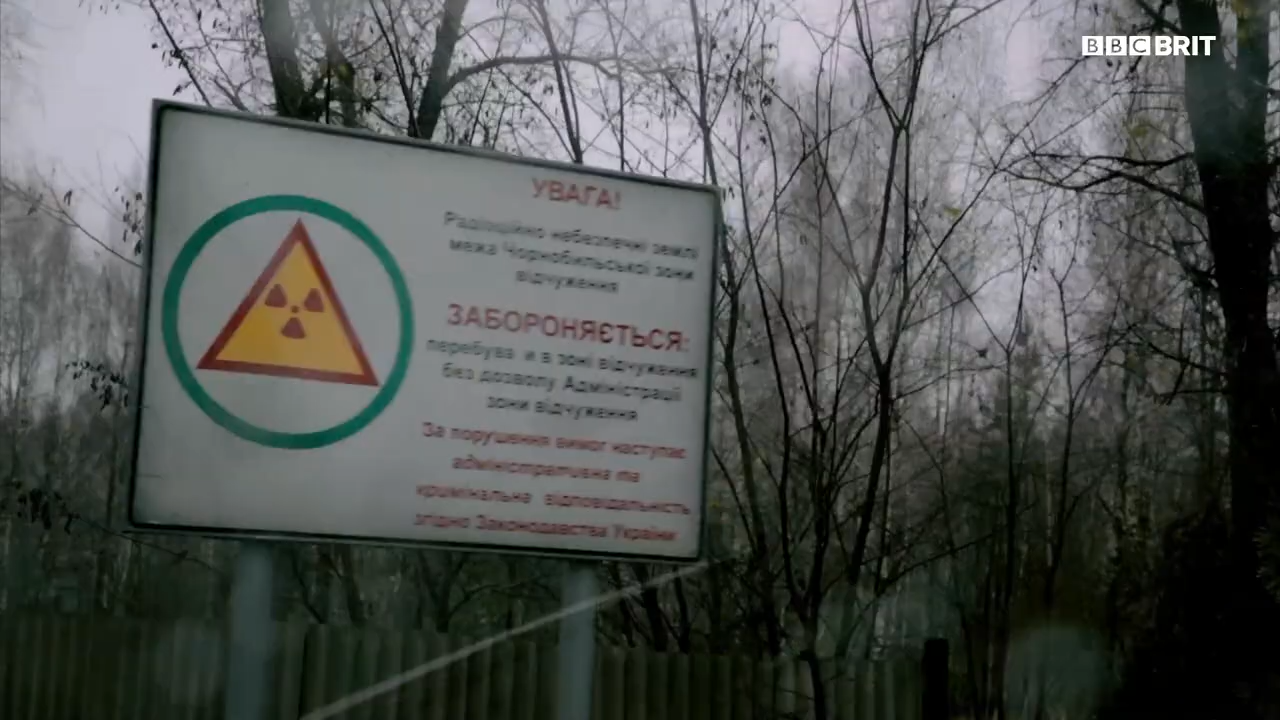 BBC BRIT
УВАГА!
Радіаційно небезпечні землі
межа Чорнобильської зони
відчуження
ЗАБОРОНЯЄТЬСЯ:
перебува и в зоні відчуження
без дозволу Адміністрації
зони відчуження
За порушення вимог наступає
адміністративна та
кримінальна відповідальність
згідно Законодавства України